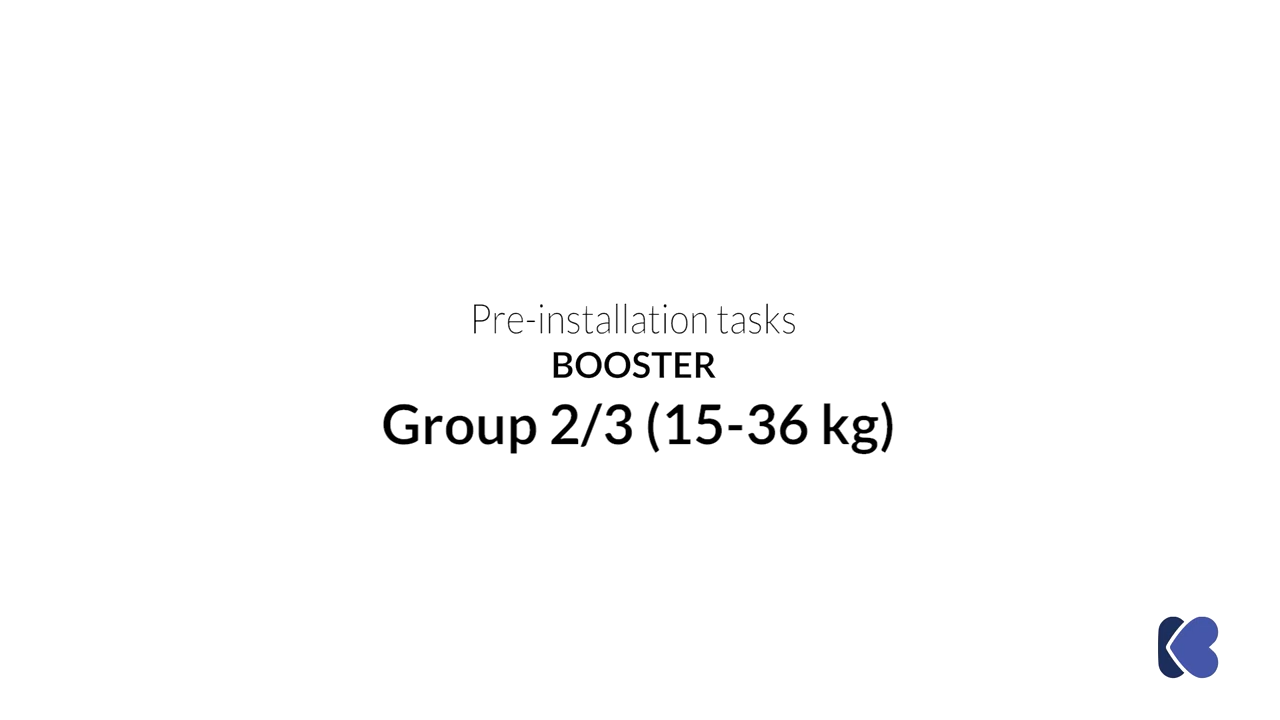 Pre-installation tasks
BOOSTER
Group 2/3 (15-36 kg)